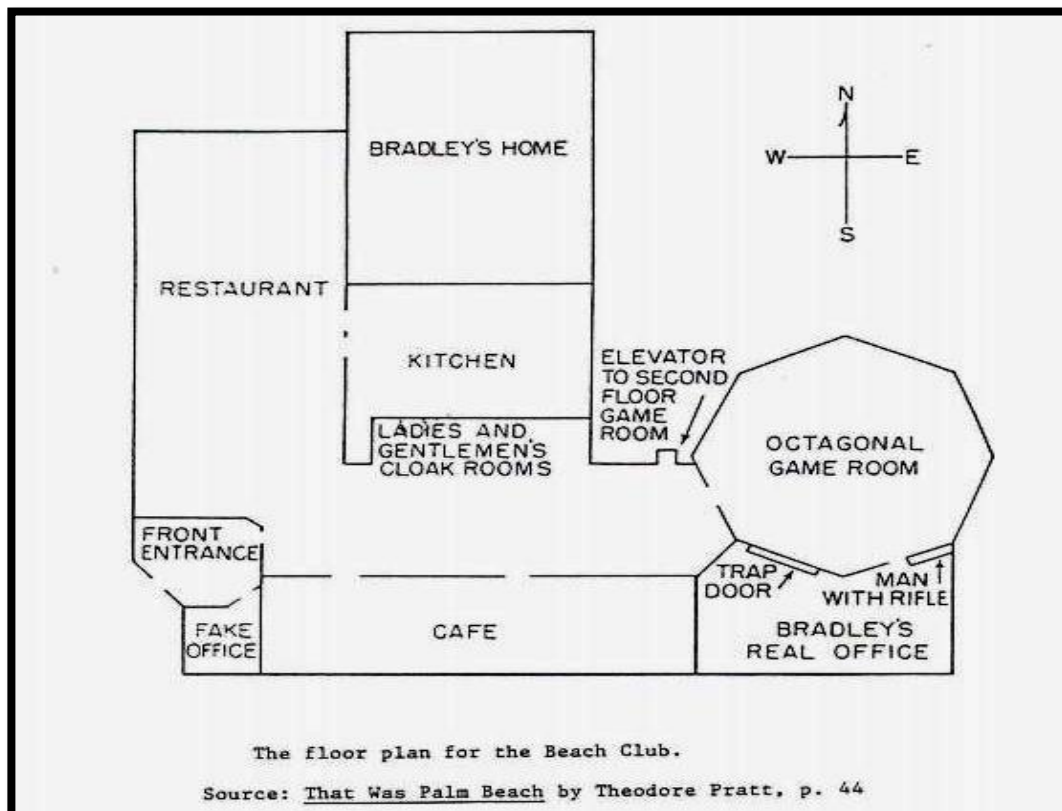 BRADLEY'S HOME
N
W
E
S
RESTAURANT
KITCHEN
ELEVATOR
TO SECOND
FLOOR
GAME
ROOM
LADIES AND
GENTLEMEN'S
CLOAK ROOMS
OCTAGONAL
GAME ROOM
FRONT
ENTRANCE
TRAP
DOOR
MAN
WITH RIFLE
FAKE
OFFICE
CAFE
BRADLEY'S
REAL OFFICE
The floor plan for the Beach Club.
Source: That Was Palm Beach by Theodore Pratt, p. 44